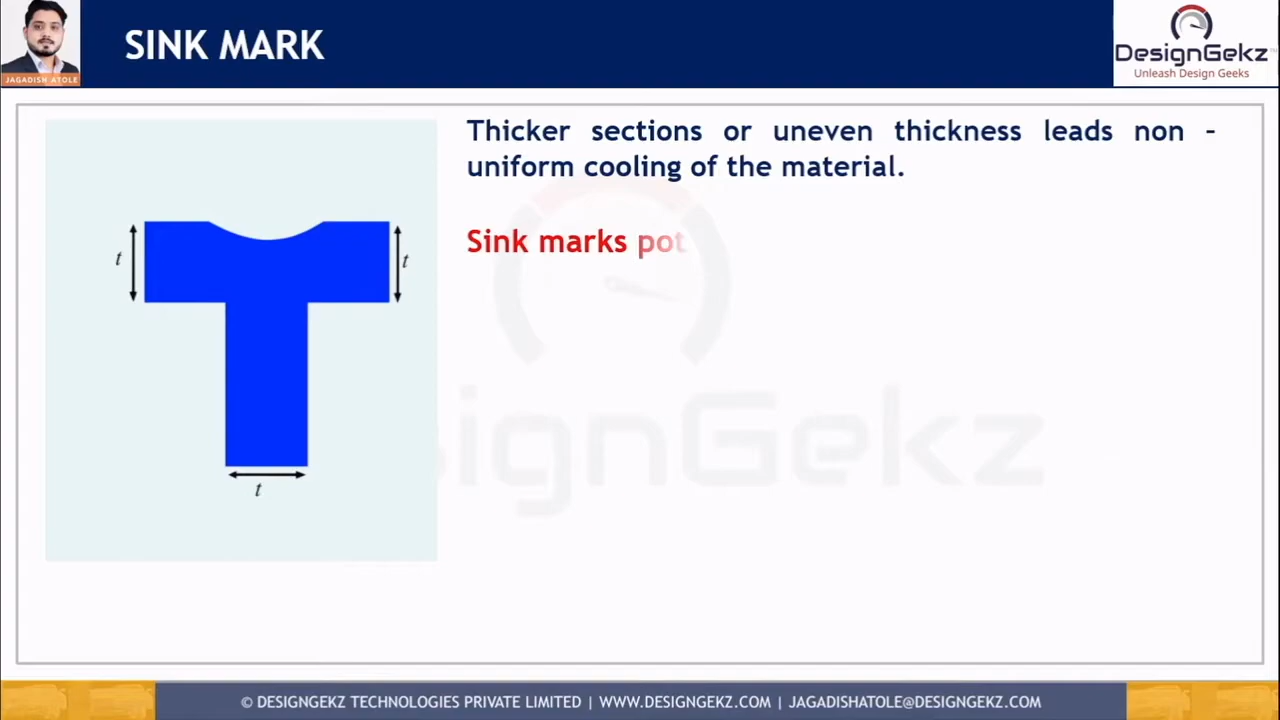 JAGADISH ATOLE
SINK MARK
DesignGekz
Unleash Design Geeks
Thicker sections or uneven thickness leads non -
uniform cooling of the material.
Sink marks pot
t
t
t
signGekz
© DESIGNGEKZ TECHNOLOGIES PRIVATE LIMITED | WWW.DESIGNGEKZ.COM | JAGADISHATOLE@DESIGNGEKZ.COM